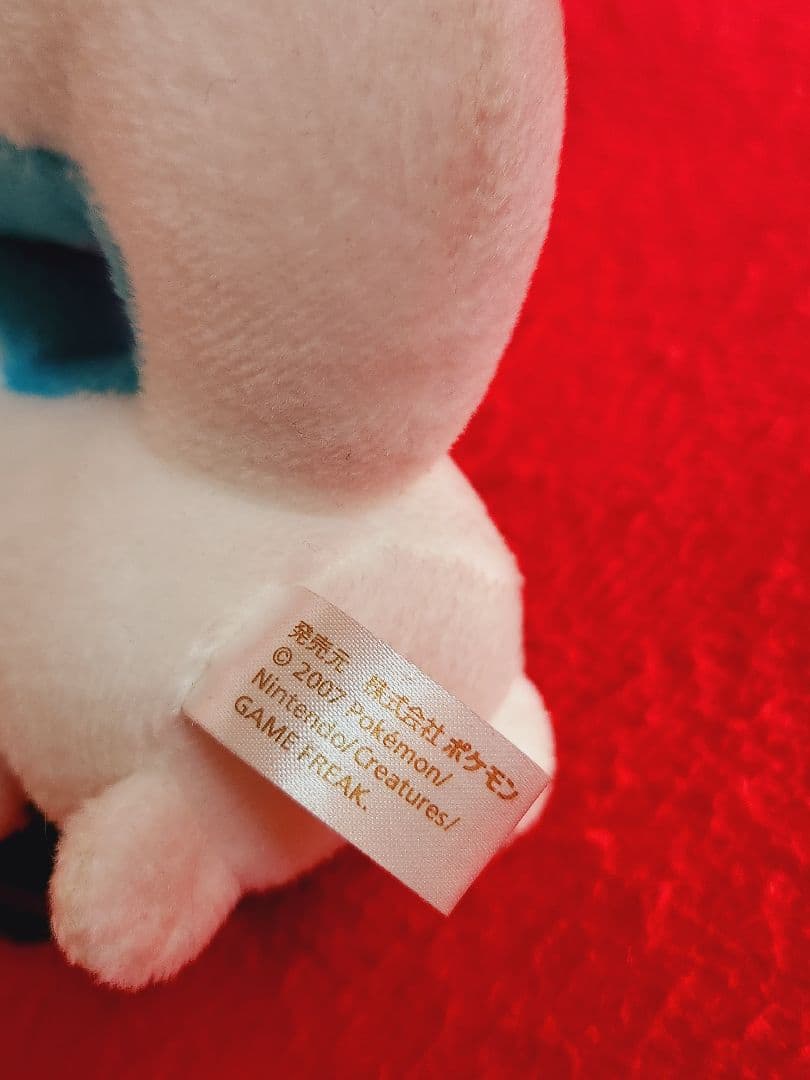 発売元 株式会社 ポケモン
© 2007 Pokémon/
Nintendo/Creatures/
GAME FREAK.